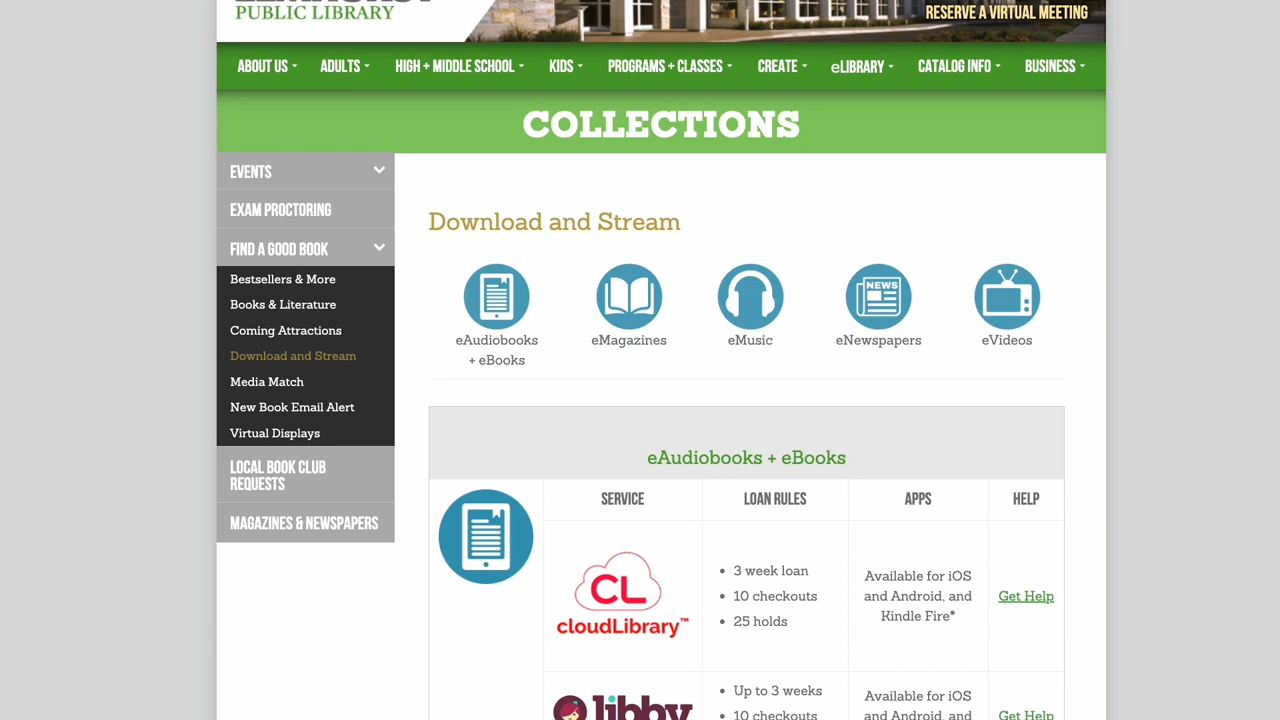 PUBLIC LIBRARY
RESERVE A VIRTUAL MEETING
ABOUT US ADULTS HIGH + MIDDLE SCHOOL KIDS PROGRAMS + CLASSES CREATE eLIBRARY CATALOG INFO BUSINESS
COLLECTIONS
EVENTS
EXAM PROCTORING
FIND A GOOD BOOK
Bestsellers & More
Books & Literature
Coming Attractions
Download and Stream
Media Match
New Book Email Alert
Virtual Displays
LOCAL BOOK CLUB
REQUESTS
MAGAZINES & NEWSPAPERS
Download and Stream
NEWS
eAudiobooks
+ eBooks
eMagazines
eMusic
eNewspapers
eVideos
eAudiobooks + eBooks
SERVICE LOAN RULES APPS HELP
CL
cloudLibrary™
• 3 week loan
• 10 checkouts
• 25 holds
Available for iOS
and Android, and
Kindle Fire*
Get Help
libby
• Up to 3 weeks
• 10 checkouts
Available for iOS
and Android, and
Get Help